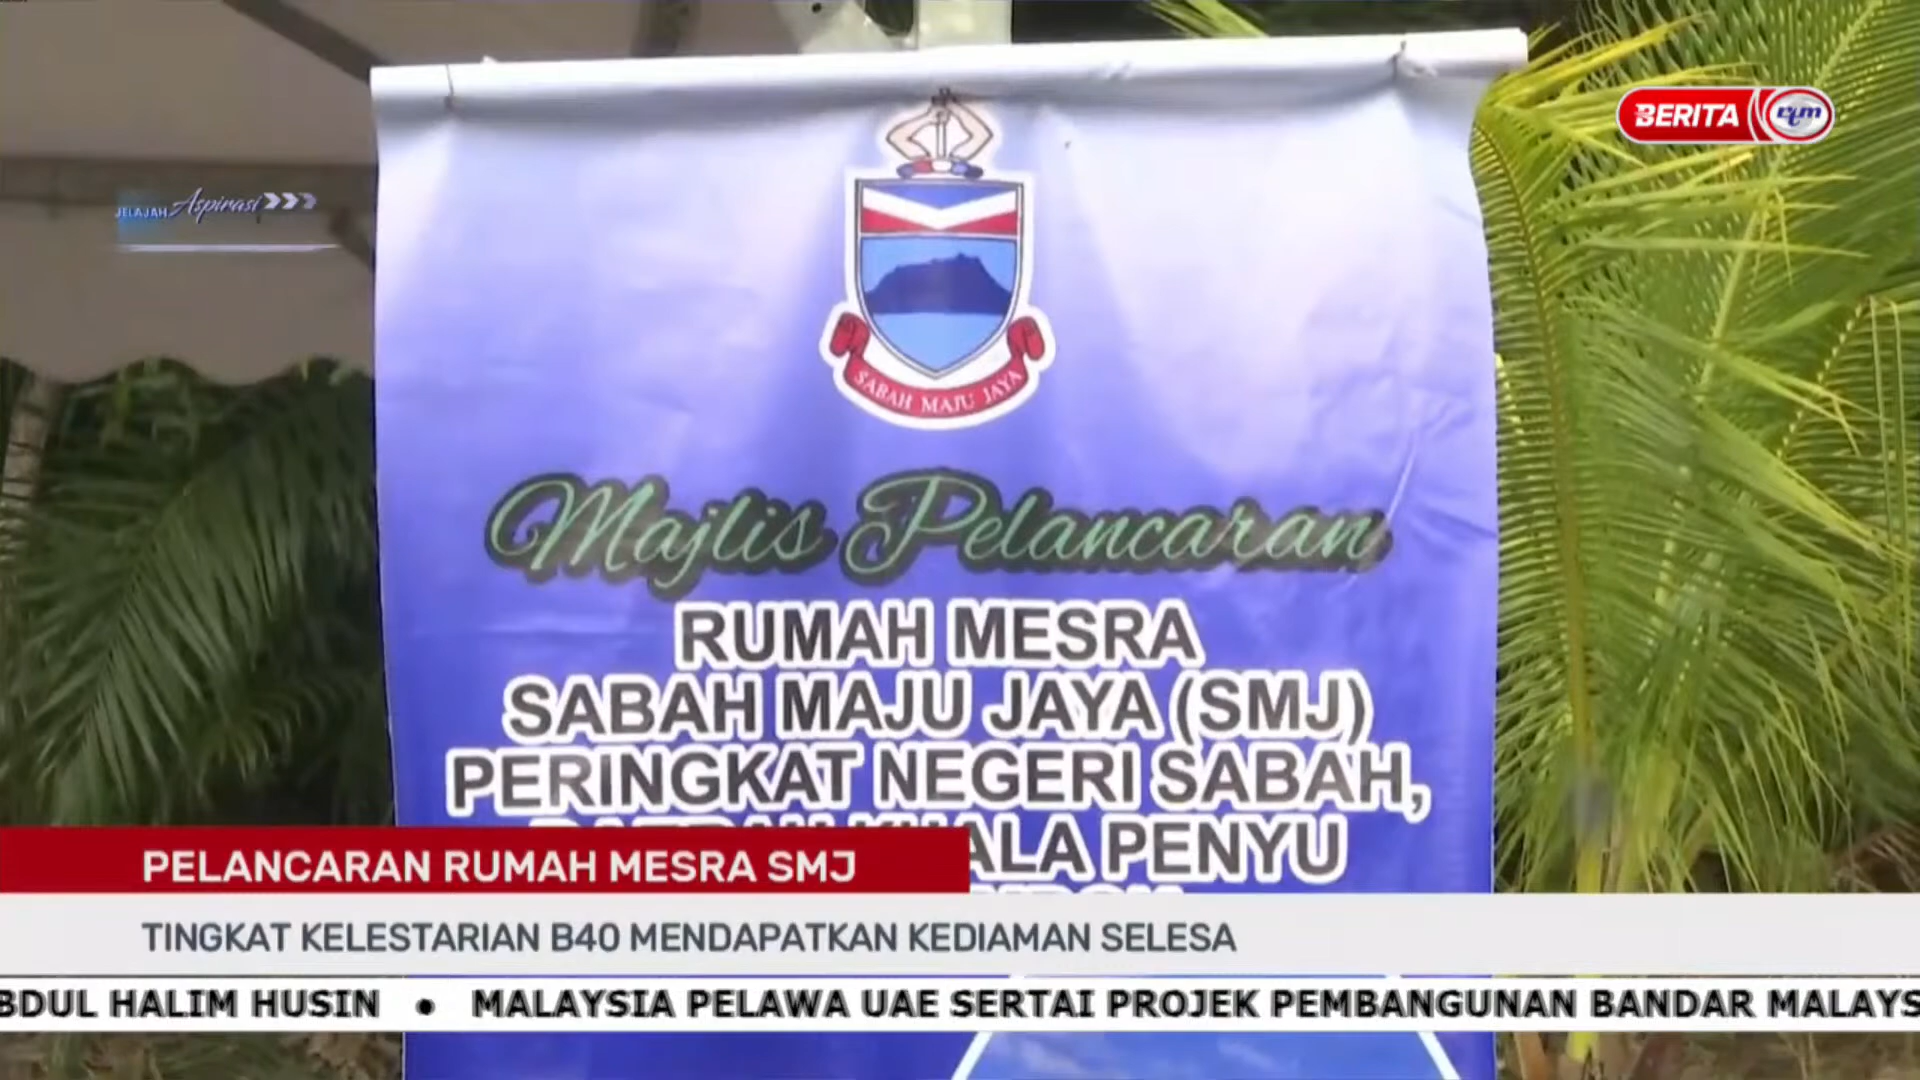 BERITA rtm
JELAJAH Aspirasi
SABAH MAJU JAYA
Majlis Pelancaran
RUMAH MESRA
SABAH MAJU JAYA (SMJ)
PERINGKAT NEGERI SABAH,
PENYU
PELANCARAN RUMAH MESRA SMJ
TINGKAT KELESTARIAN B40 MENDAPATKAN KEDIAMAN SELESA
BDUL HALIM HUSIN • MALAYSIA PELAWA UAE SERTAI PROJEK PEMBANGUNAN BANDAR MALAYS